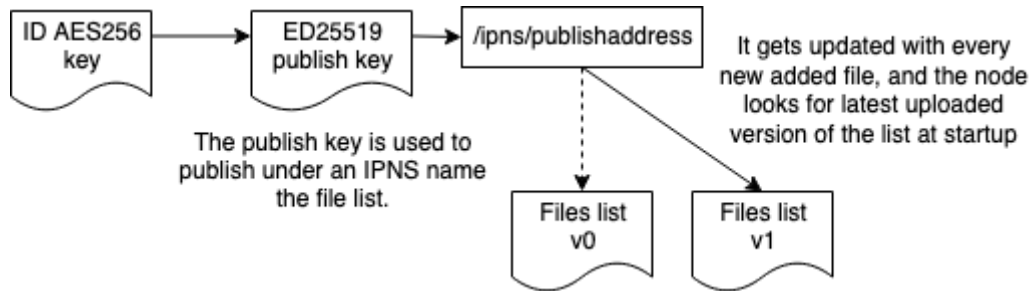 ID AES256
key
ED25519
publish key
/ipns/publishaddress
It gets updated with every
new added file, and the node
looks for latest uploaded
version of the list at startup
The publish key is used to
publish under an IPNS name
the file list.
Files list
v0
Files list
v1